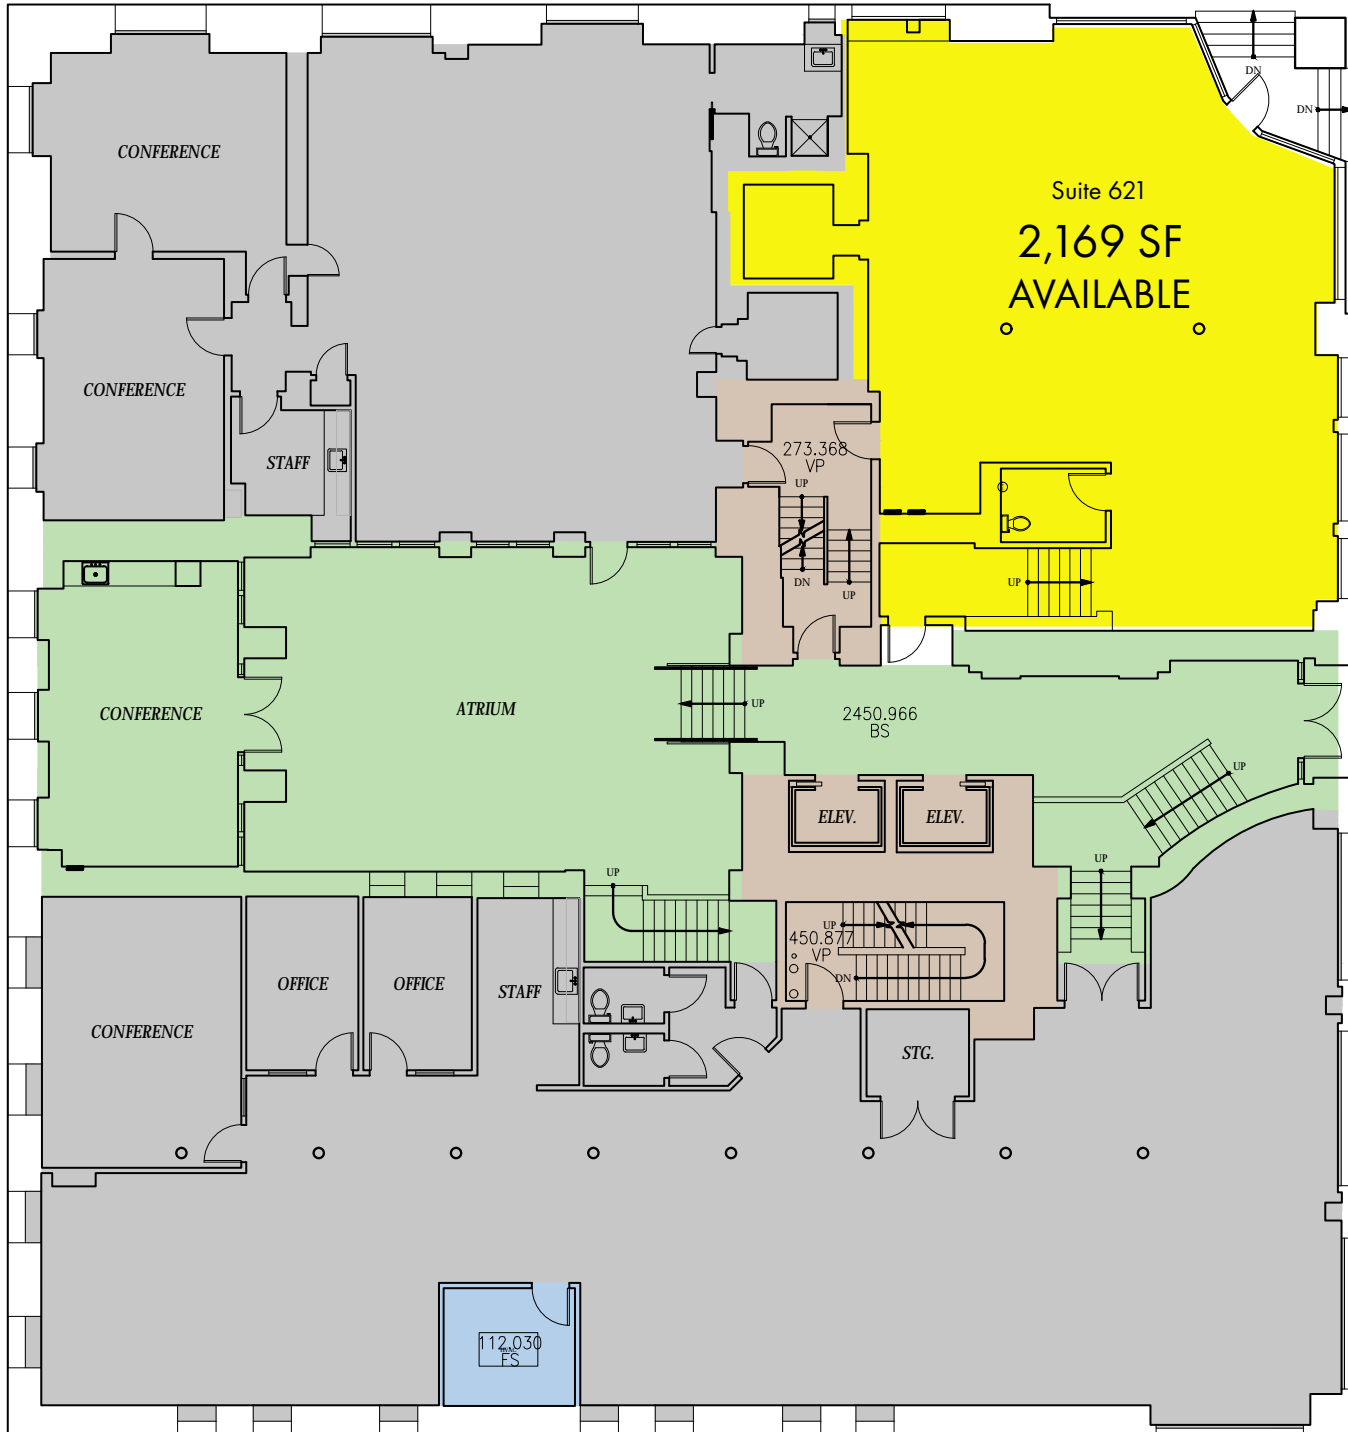 DN
DN
CONFERENCE
Suite 621
2,169 SF
AVAILABLE
CONFERENCE
STAFF
273.368
VP
UP
DN
UP
UP
CONFERENCE
ATRIUM
UP
2450.966
BS
UP
ELEV.
ELEV.
UP
UP
OFFICE
OFFICE
STAFF
UP
450.877
VP
DN
CONFERENCE
STG.
112.030
FS